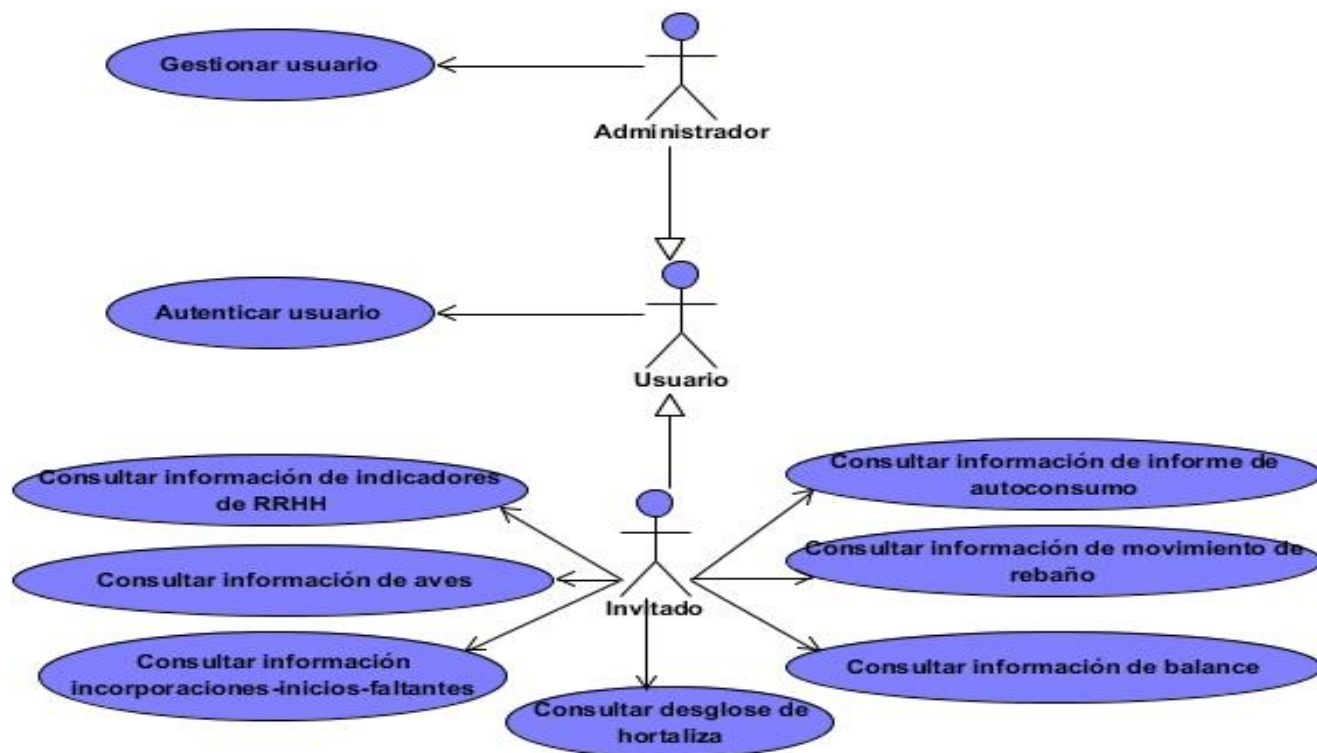 Gestionar usuario
Administrador
Autenticar usuario
Usuario
Consultar información de indicadores
de RRHH
Consultar información de informe de
autoconsumo
Consultar información de aves
Consultar información de movimiento de
rebaño
Invitado
Consultar información
incorporaciones-inicios-faltantes
Consultar información de balance
Consultar desglose de
hortaliza